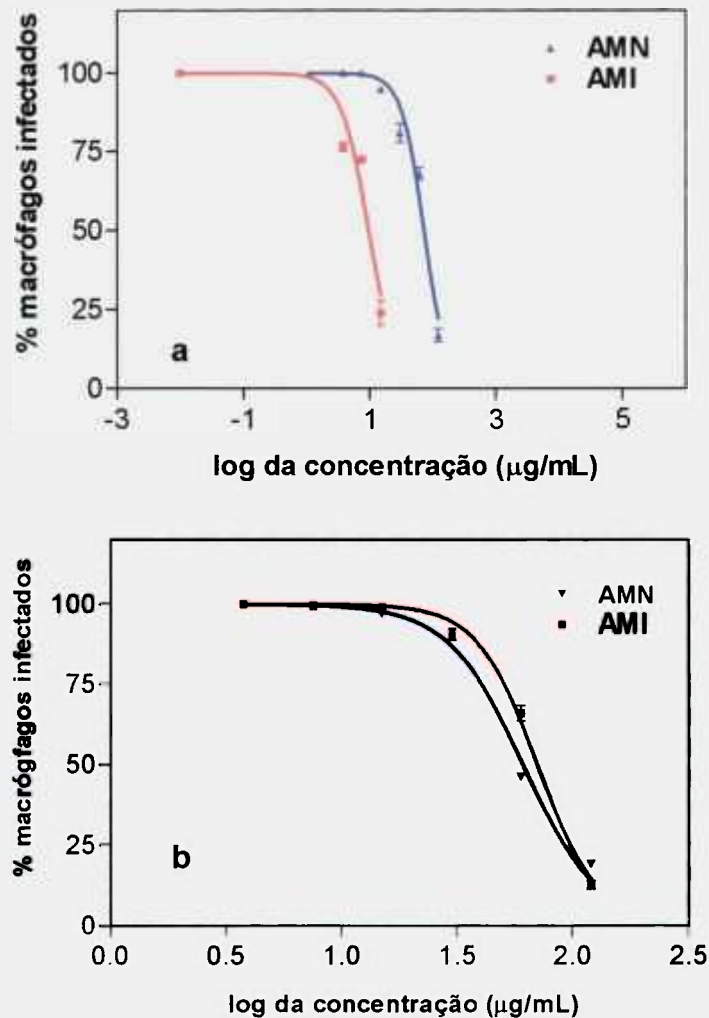 % macrófagos infectados
100
75
50
25
0
AMN
AMI
a
-3
-1
1
3
5
log da concentração (µg/mL)
% macrógfagos infectados
100
75
50
25
0
AMN
AMI
b
0.0
0.5
1.0
1.5
2.0
2.5
log da concentração (µg/mL)